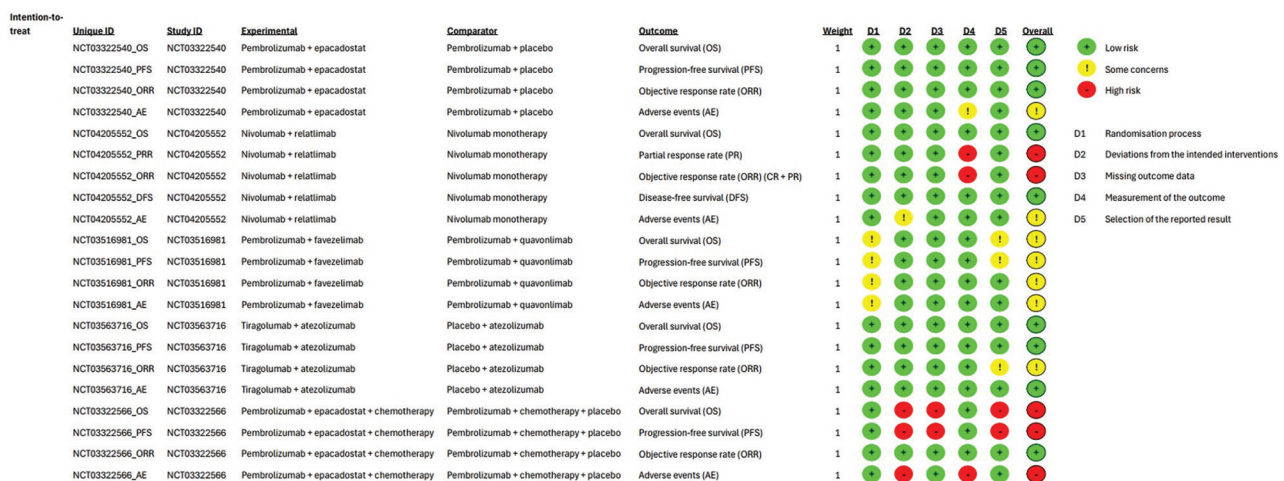 Intention-to-
treat Unique ID Study ID Experimental Comparator Outcome Weight D1 D2 D3 D4 D5 Overall
NCT03322540_OS NCT03322540 Pembrolizumab + epacadostat Pembrolizumab + placebo Overall survival (OS) 1 + + + + + +
NCT03322540_PFS NCT03322540 Pembrolizumab + epacadostat Pembrolizumab + placebo Progression-free survival (PFS) 1 + + + + + +
NCT03322540_ORR NCT03322540 Pembrolizumab + epacadostat Pembrolizumab + placebo Objective response rate (ORR) 1 + + + + + +
NCT03322540_AE NCT03322540 Pembrolizumab + epacadostat Pembrolizumab + placebo Adverse events (AE) 1 + + + ! + !
NCT04205552_OS NCT04205552 Nivolumab + relatlimab Nivolumab monotherapy Overall survival (OS) 1 + + + + + +
NCT04205552_PRR NCT04205552 Nivolumab + relatlimab Nivolumab monotherapy Partial response rate (PR) 1 + + + - + -
NCT04205552_ORR NCT04205552 Nivolumab + relatlimab Nivolumab monotherapy Objective response rate (ORR) (CR + PR) 1 + + + - + -
NCT04205552_DFS NCT04205552 Nivolumab + relatlimab Nivolumab monotherapy Disease-free survival (DFS) 1 + + + + + +
NCT04205552_AE NCT04205552 Nivolumab + relatlimab Nivolumab monotherapy Adverse events (AE) 1 + ! + + + !
NCT03516981_OS NCT03516981 Pembrolizumab + favezelimab Pembrolizumab + quavonlimab Overall survival (OS) 1 ! + + + ! !
NCT03516981_PFS NCT03516981 Pembrolizumab + favezelimab Pembrolizumab + quavonlimab Progression-free survival (PFS) 1 ! + + + ! !
NCT03516981_ORR NCT03516981 Pembrolizumab + favezelimab Pembrolizumab + quavonlimab Objective response rate (ORR) 1 ! + + + + !
NCT03516981_AE NCT03516981 Pembrolizumab + favezelimab Pembrolizumab + quavonlimab Adverse events (AE) 1 ! + + + + !
NCT03563716_OS NCT03563716 Tiragolumab + atezolizumab Placebo + atezolizumab Overall survival (OS) 1 + + + + + +
NCT03563716_PFS NCT03563716 Tiragolumab + atezolizumab Placebo + atezolizumab Progression-free survival (PFS) 1 + + + + + +
NCT03563716_ORR NCT03563716 Tiragolumab + atezolizumab Placebo + atezolizumab Objective response rate (ORR) 1 + + + + ! !
NCT03563716_AE NCT03563716 Tiragolumab + atezolizumab Placebo + atezolizumab Adverse events (AE) 1 + + + + + +
NCT03322566_OS NCT03322566 Pembrolizumab + epacadostat + chemotherapy Pembrolizumab + chemotherapy + placebo Overall survival (OS) 1 + - - + - -
NCT03322566_PFS NCT03322566 Pembrolizumab + epacadostat + chemotherapy Pembrolizumab + chemotherapy + placebo Progression-free survival (PFS) 1 + - - + - -
NCT03322566_ORR NCT03322566 Pembrolizumab + epacadostat + chemotherapy Pembrolizumab + chemotherapy + placebo Objective response rate (ORR) 1 + + + + + +
NCT03322566_AE NCT03322566 Pembrolizumab + epacadostat + chemotherapy Pembrolizumab + chemotherapy + placebo Adverse events (AE) 1 + - + - + -
+ Low risk
! Some concerns
- High risk
D1 Randomisation process
D2 Deviations from the intended interventions
D3 Missing outcome data
D4 Measurement of the outcome
D5 Selection of the reported result